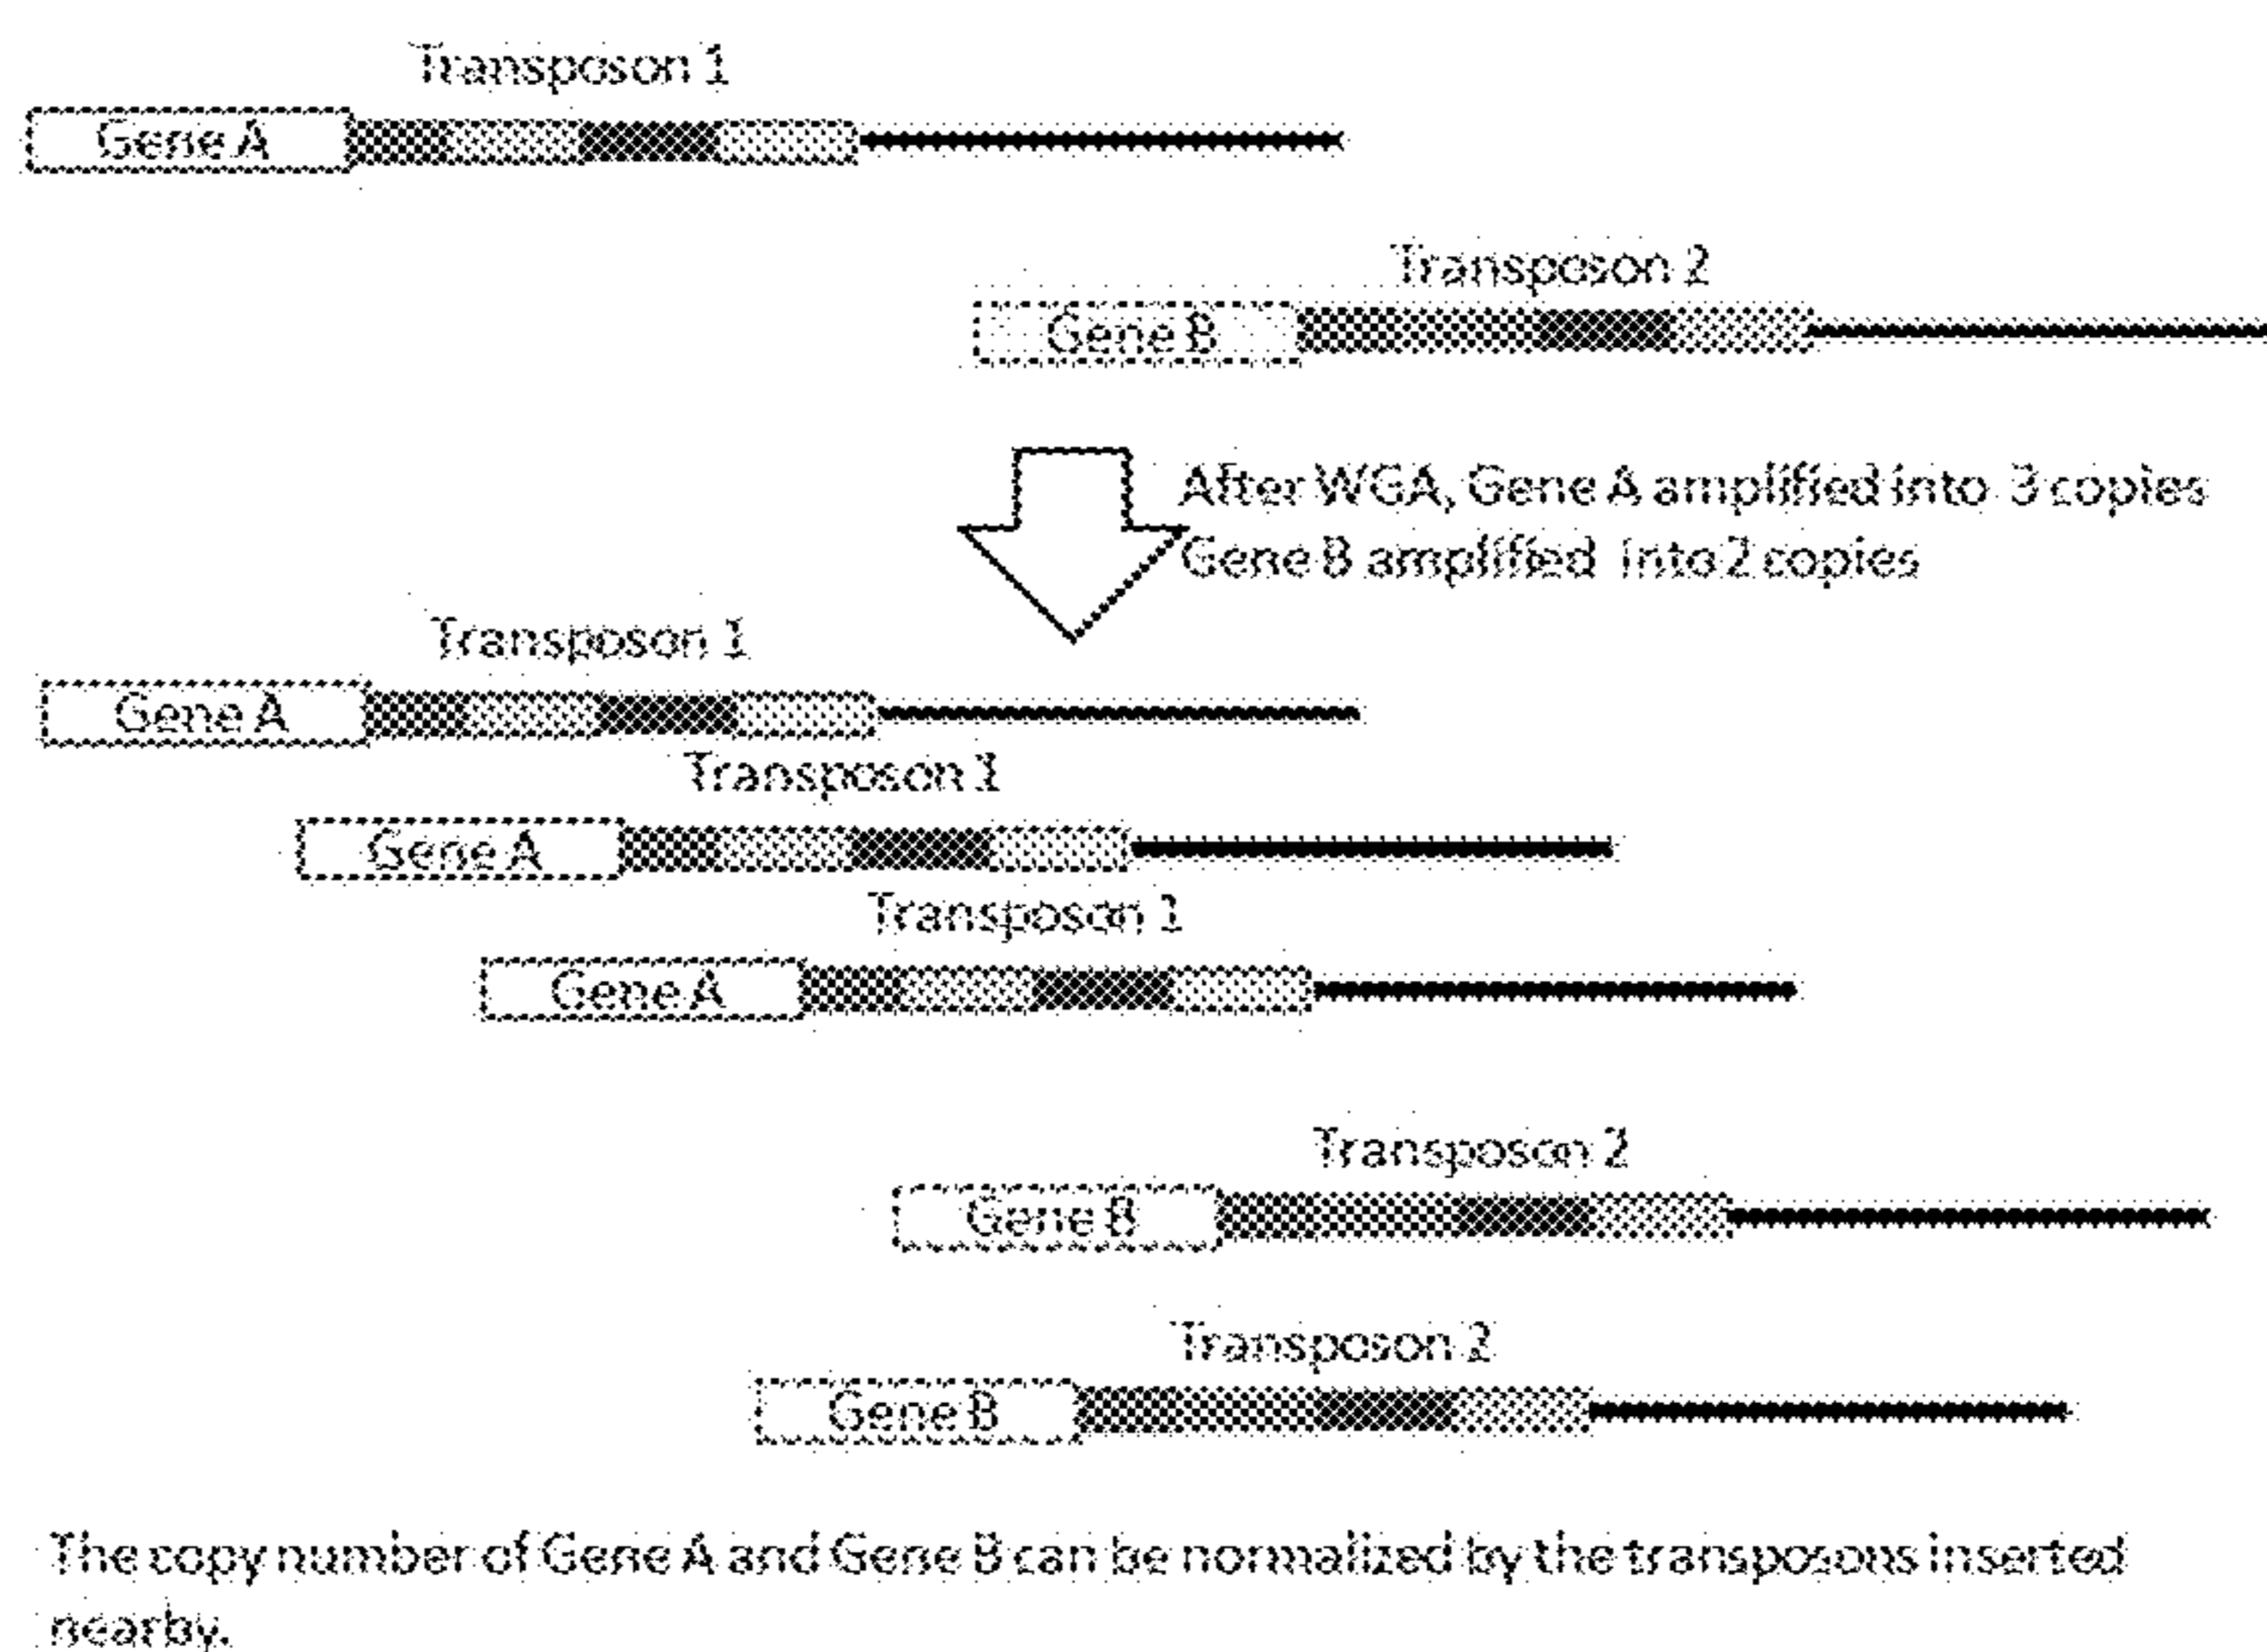 Transposon 1
Gene A
Transposon 2
Gene B
After WGA, Gene A amplified into 3 copies
Gene B amplified into 2 copies
Transposon 1
Gene A
Transposon 1
Gene A
Transposon 1
Gene A
Transposon 2
Gene B
Transposon 2
Gene B
The copy number of Gene A and Gene B can be normalized by the transposons inserted
nearby.